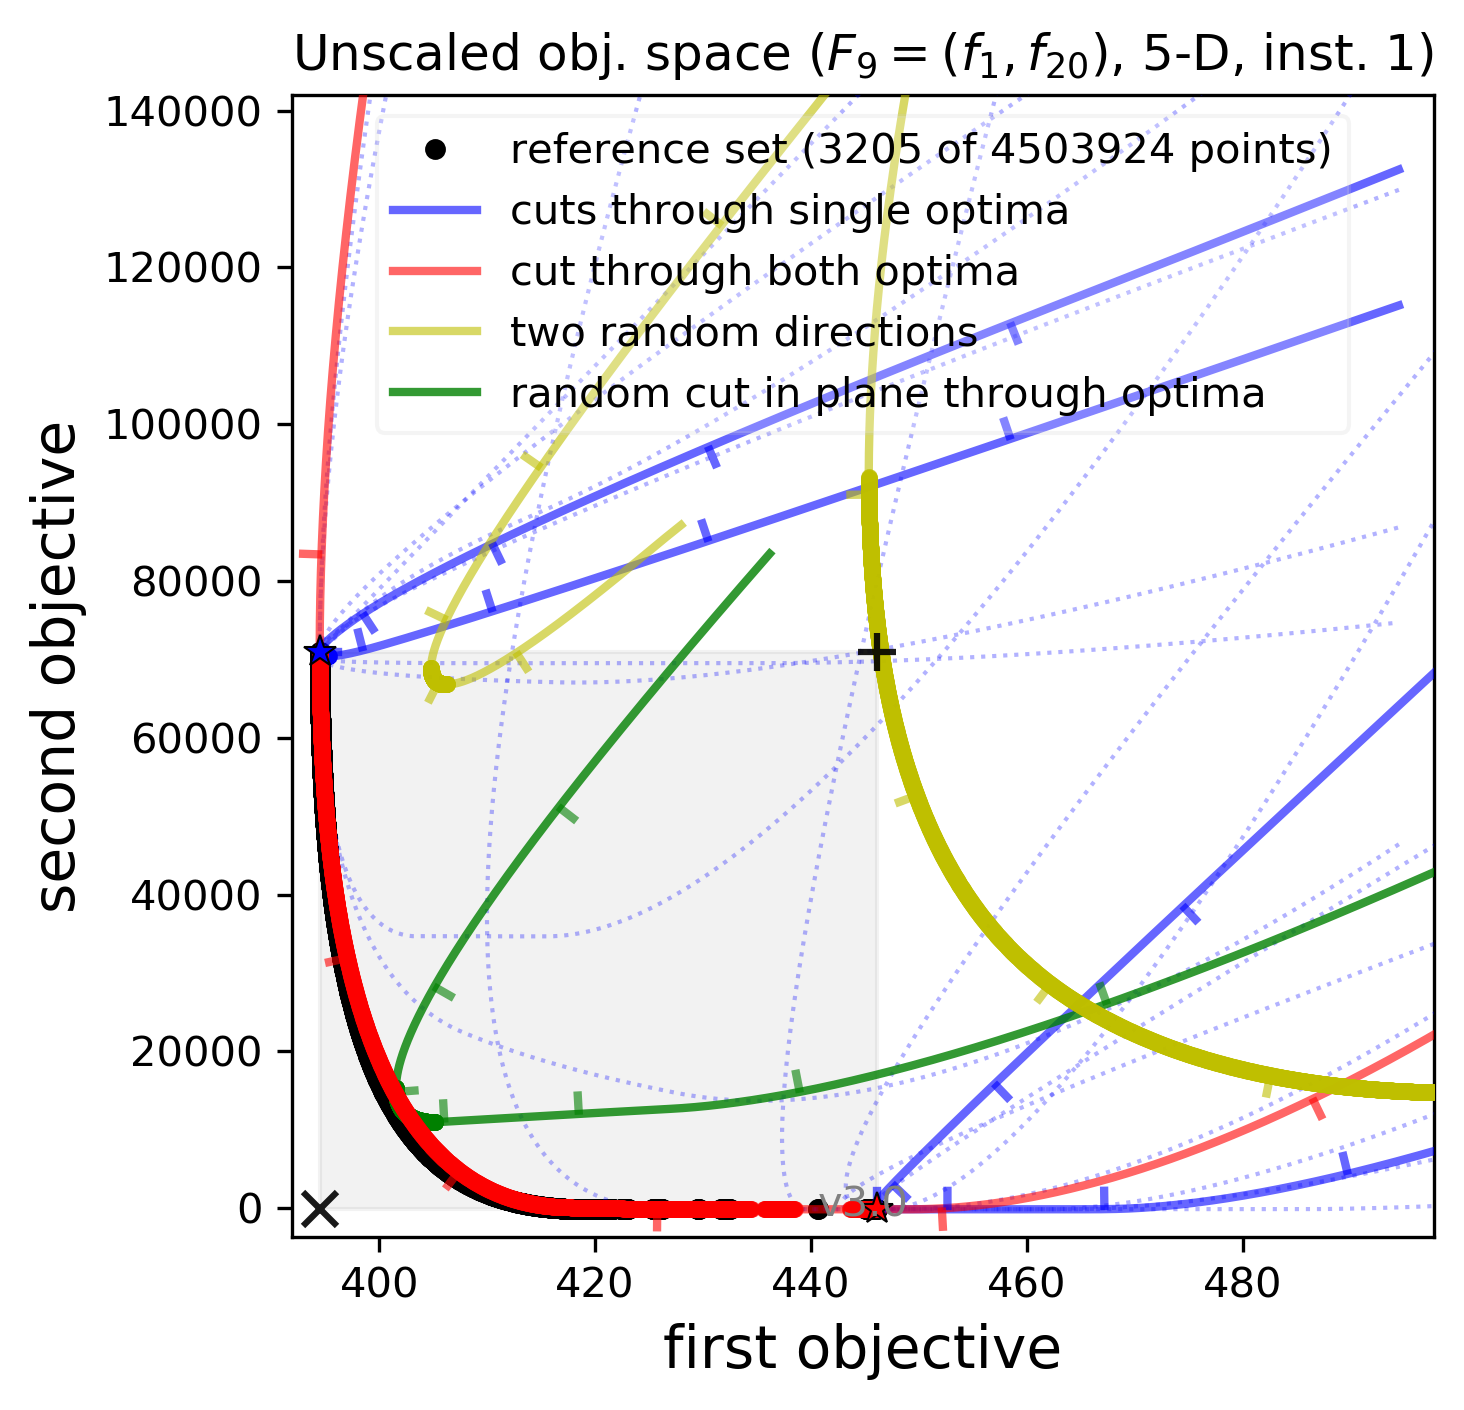 Unscaled obj. space (F₉ = (f₁, f₂₀), 5-D, inst. 1)
140000
120000
100000
80000
60000
40000
20000
0
second objective
reference set (3205 of 4503924 points)
cuts through single optima
cut through both optima
two random directions
random cut in plane through optima
v3.0
400 420 440 460 480
first objective